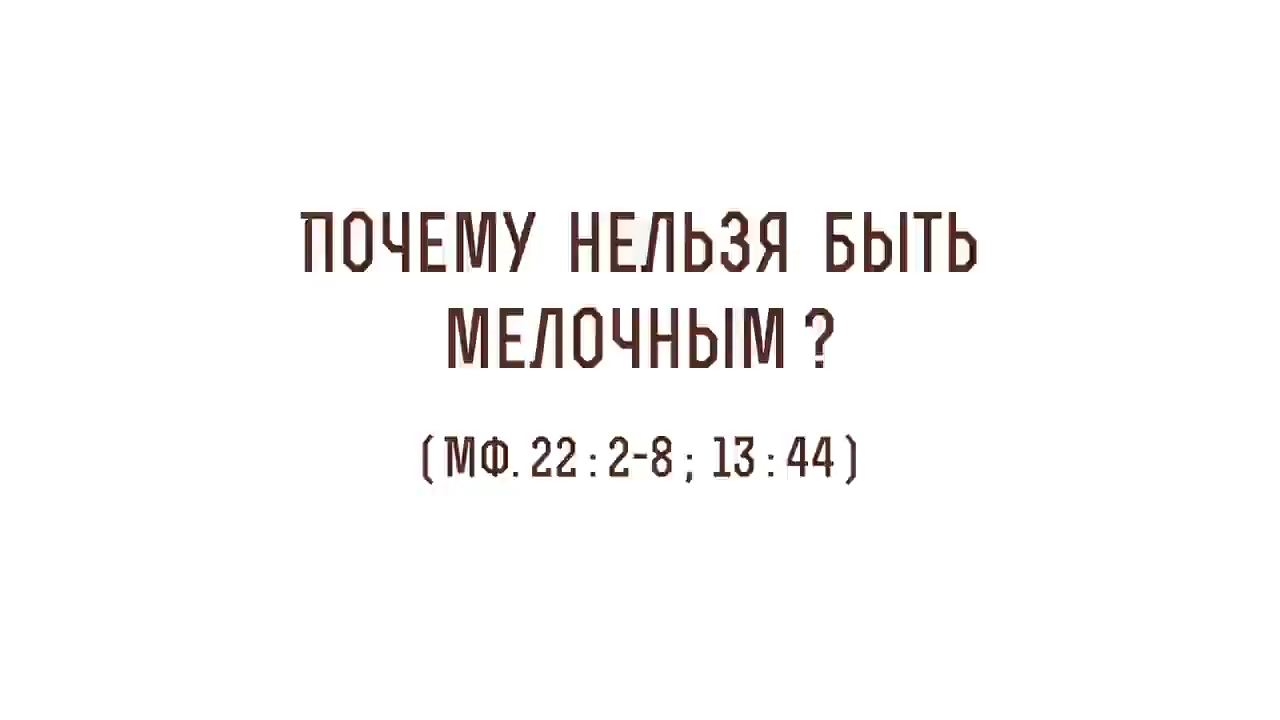 ПОЧЕМУ НЕЛЬЗЯ БЫТЬ
МЕЛОЧНЫМ ?
( МФ. 22 : 2-8 ; 13 : 44 )